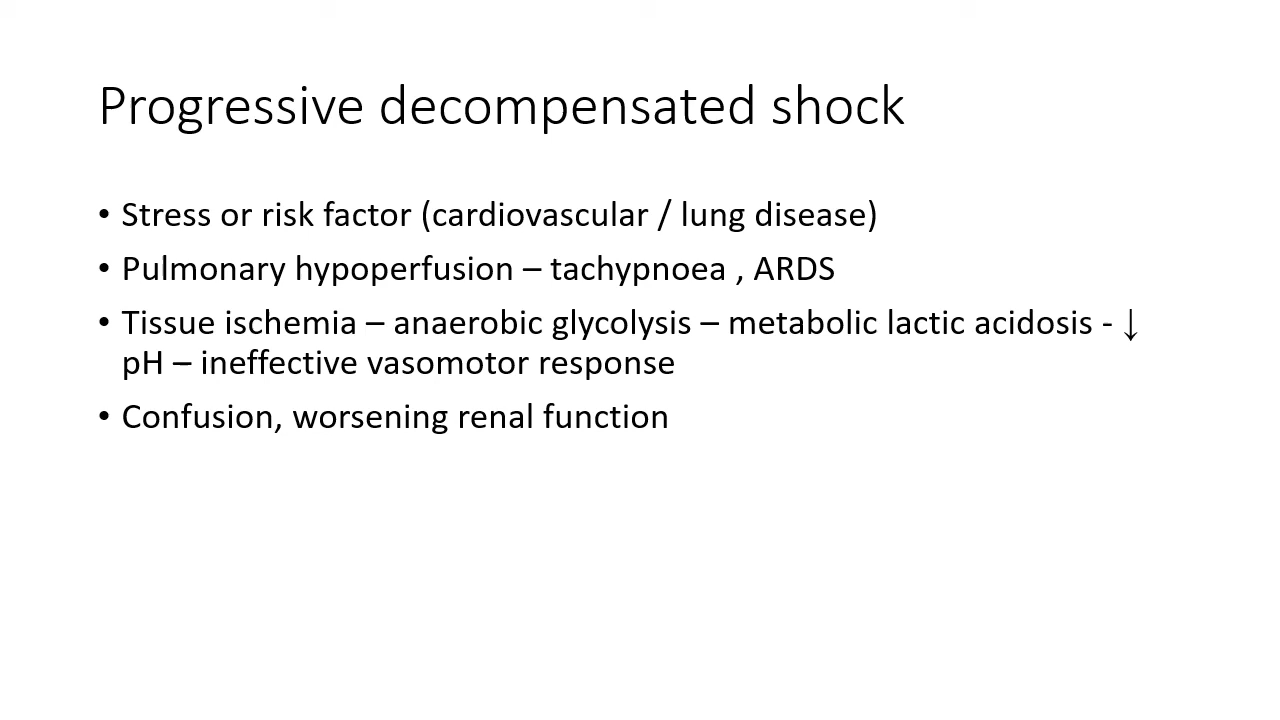 Progressive decompensated shock
• Stress or risk factor (cardiovascular / lung disease)
• Pulmonary hypoperfusion – tachypnoea , ARDS
• Tissue ischemia – anaerobic glycolysis – metabolic lactic acidosis - ↓
pH – ineffective vasomotor response
• Confusion, worsening renal function